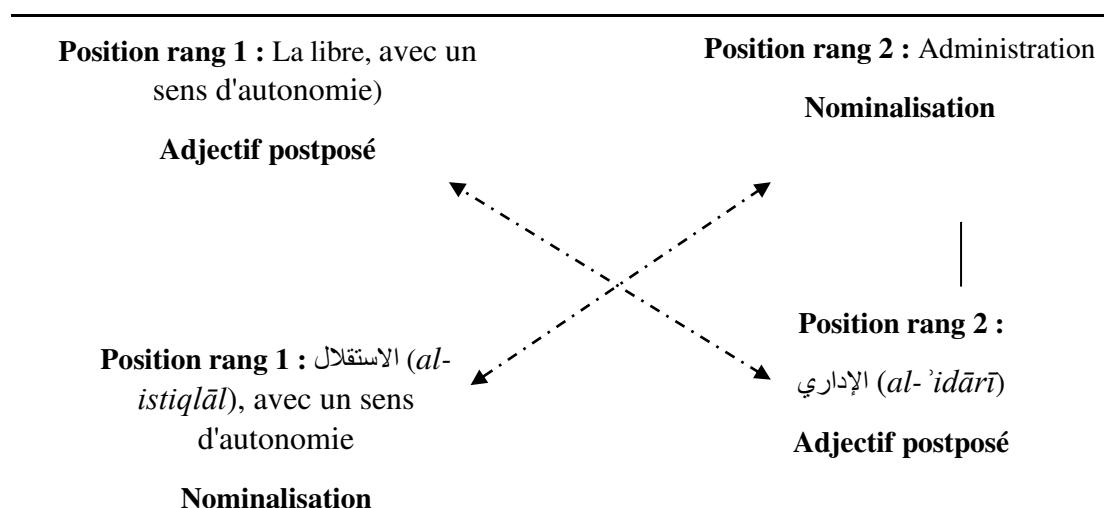 Position rang 1 : La libre, avec un
sens d'autonomie)
Adjectif postposé
Position rang 2 : Administration
Nominalisation
Position rang 1 : الاستقلال (al-
istiqlāl), avec un sens
d'autonomie
Nominalisation
Position rang 2 :
الإداري (al- ʾidārī)
Adjectif postposé